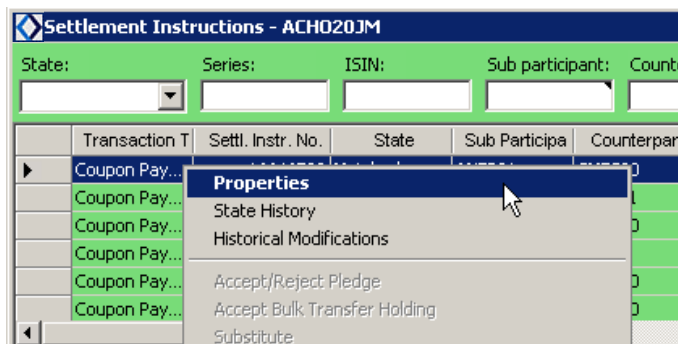 Settlement Instructions - ACHO20JM
State: Series: ISIN: Sub participant:
Transaction T Settl. Instr. No. State Sub Participa Counterpar
Coupon Pay...
Properties
Coupon Pay...
State History
Coupon Pay...
Historical Modifications
Coupon Pay...
Coupon Pay...
Accept/Reject Pledge
Coupon Pay...
Accept Bulk Transfer Holding
Substitute